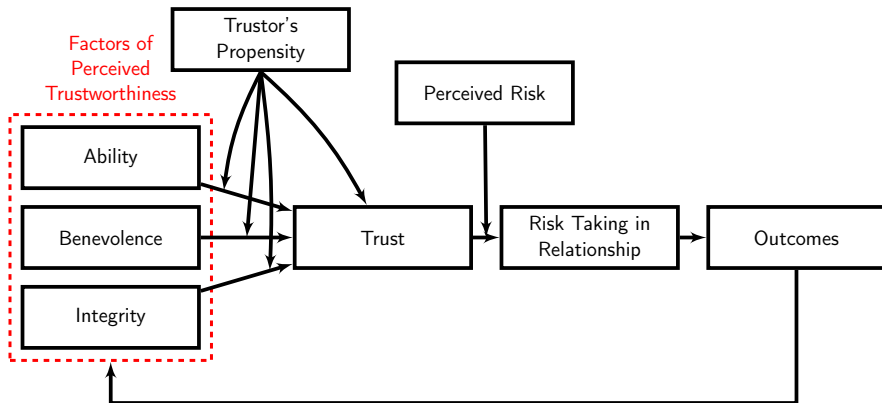 Trustor's
Propensity
Factors of
Perceived
Trustworthiness
Perceived Risk
Ability
Benevolence
Trust
Risk Taking in
Relationship
Outcomes
Integrity